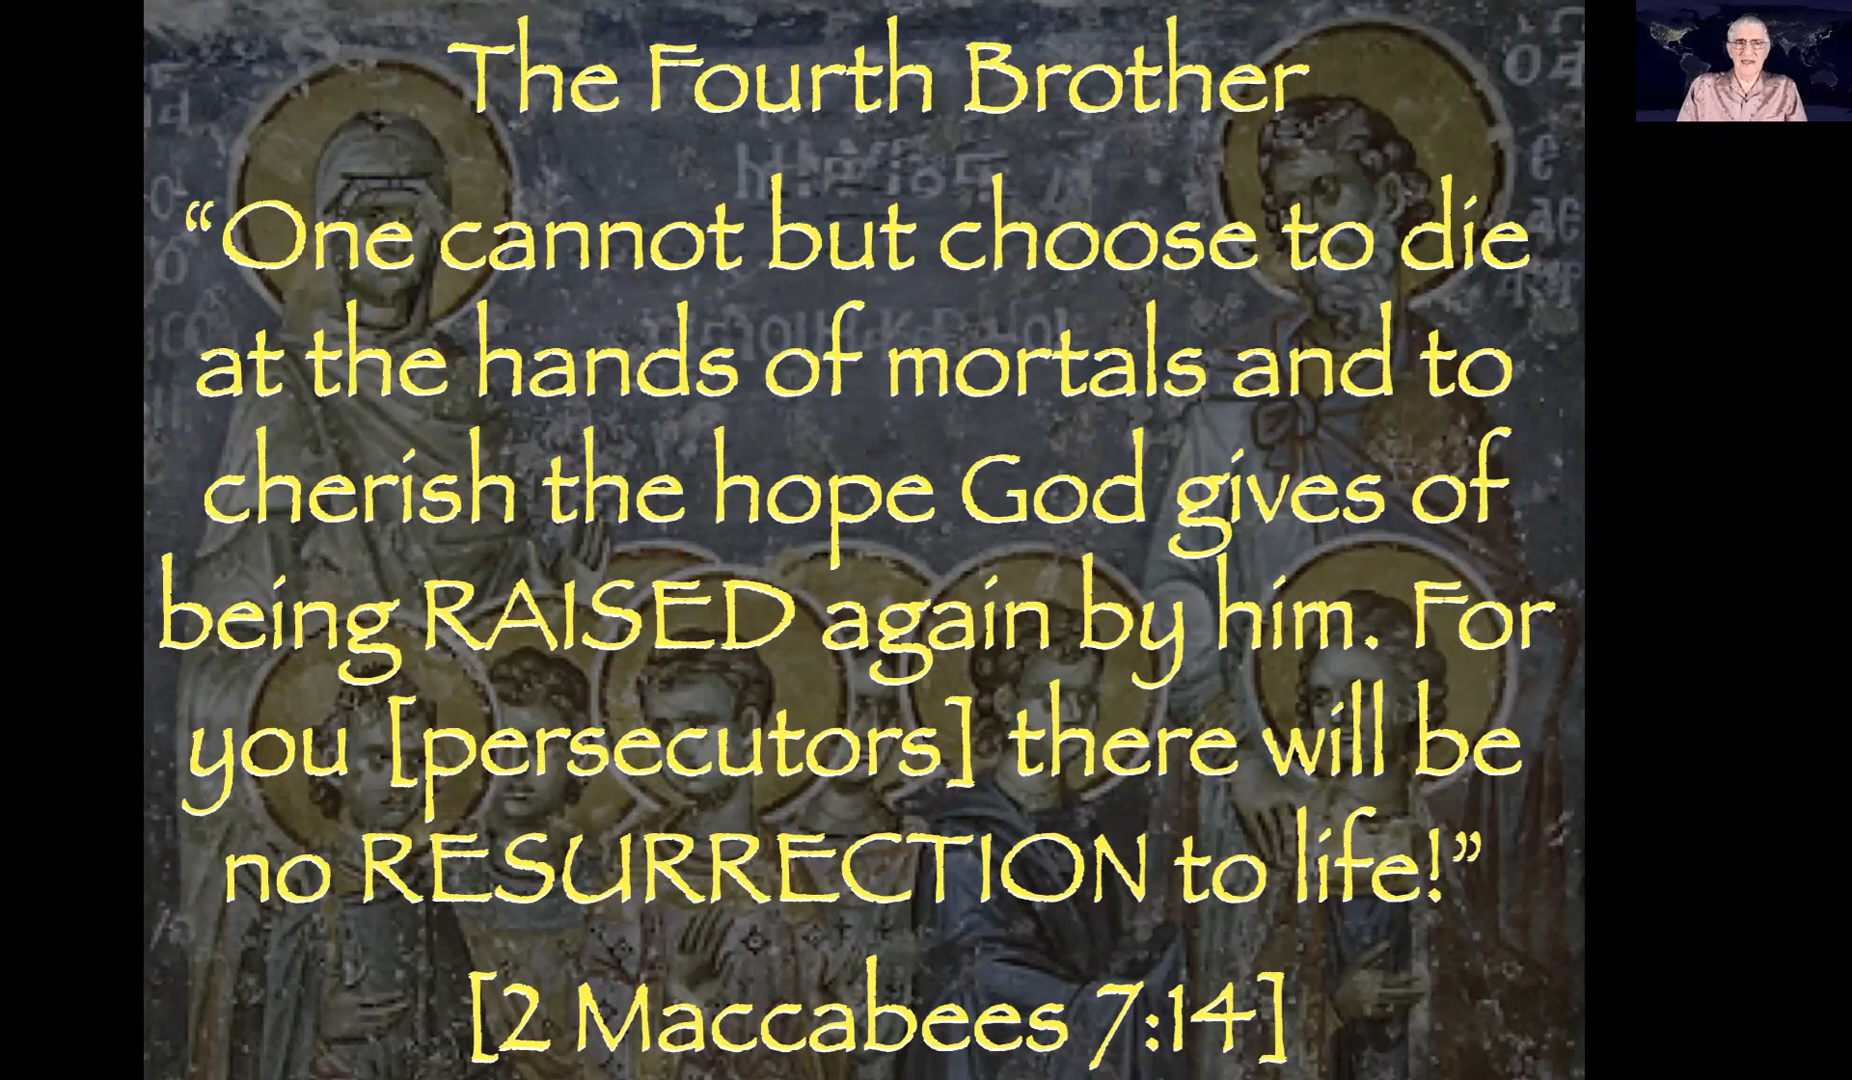 The Fourth Brother
“One cannot but choose to die
at the hands of mortals and to
cherish the hope God gives of
being RAISED again by him. For
you [persecutors] there will be
no RESURRECTION to life!”
[2 Maccabees 7:14]